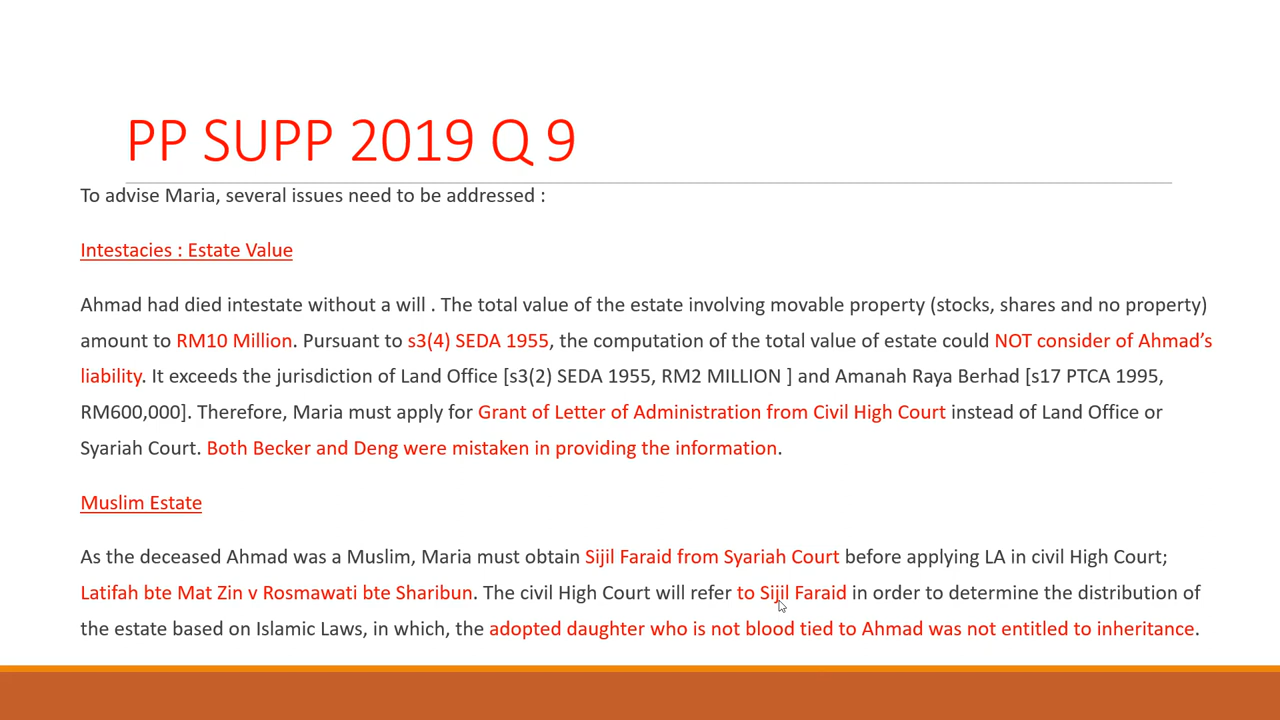 PP SUPP 2019 Q 9
To advise Maria, several issues need to be addressed :
Intestacies : Estate Value
Ahmad had died intestate without a will . The total value of the estate involving movable property (stocks, shares and no property)
amount to RM10 Million. Pursuant to s3(4) SEDA 1955, the computation of the total value of estate could NOT consider of Ahmad’s
liability. It exceeds the jurisdiction of Land Office [s3(2) SEDA 1955, RM2 MILLION ] and Amanah Raya Berhad [s17 PTCA 1995,
RM600,000]. Therefore, Maria must apply for Grant of Letter of Administration from Civil High Court instead of Land Office or
Syariah Court. Both Becker and Deng were mistaken in providing the information.
Muslim Estate
As the deceased Ahmad was a Muslim, Maria must obtain Sijil Faraid from Syariah Court before applying LA in civil High Court;
Latifah bte Mat Zin v Rosmawati bte Sharibun. The civil High Court will refer to Sijil Faraid in order to determine the distribution of
the estate based on Islamic Laws, in which, the adopted daughter who is not blood tied to Ahmad was not entitled to inheritance.